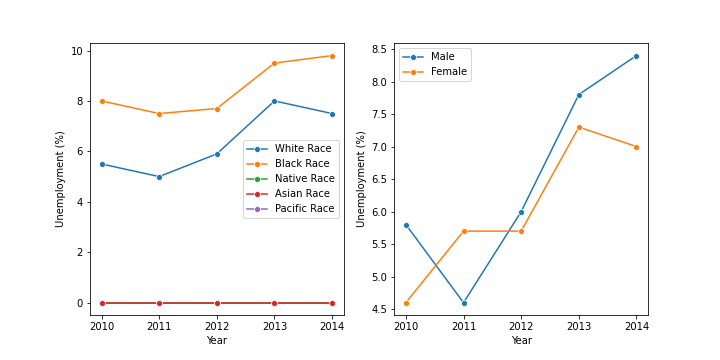 10
8
6
4
2
0
Unemployment (%)
White Race
Black Race
Native Race
Asian Race
Pacific Race
2010 2011 2012 2013 2014
Year
8.5
8.0
7.5
7.0
6.5
6.0
5.5
5.0
4.5
Unemployment (%)
Male
Female
2010 2011 2012 2013 2014
Year